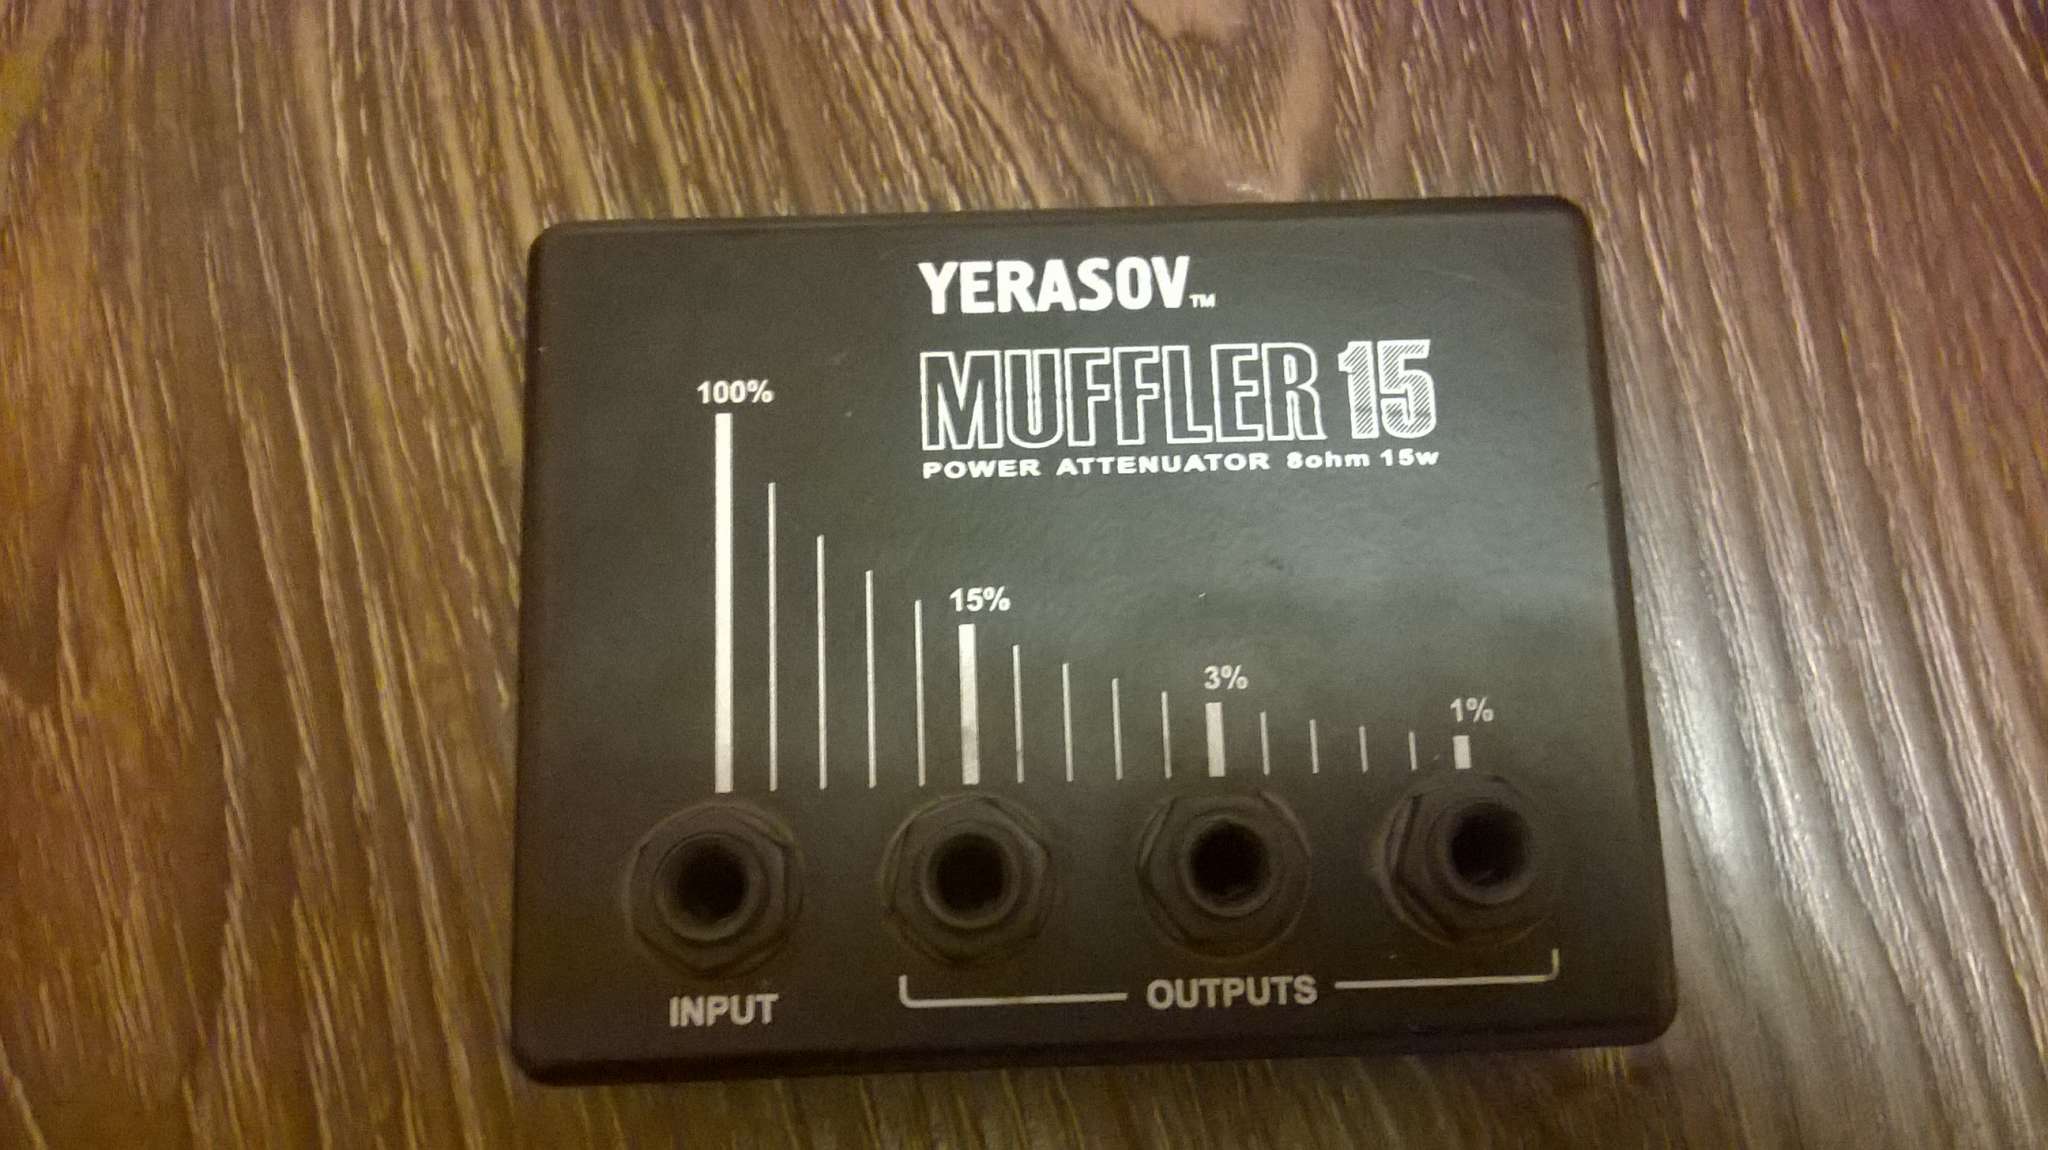 YERASOV™
MUFFLER 15
POWER ATTENUATOR 8ohm 15w
100%
15%
3%
1%
INPUT
OUTPUTS